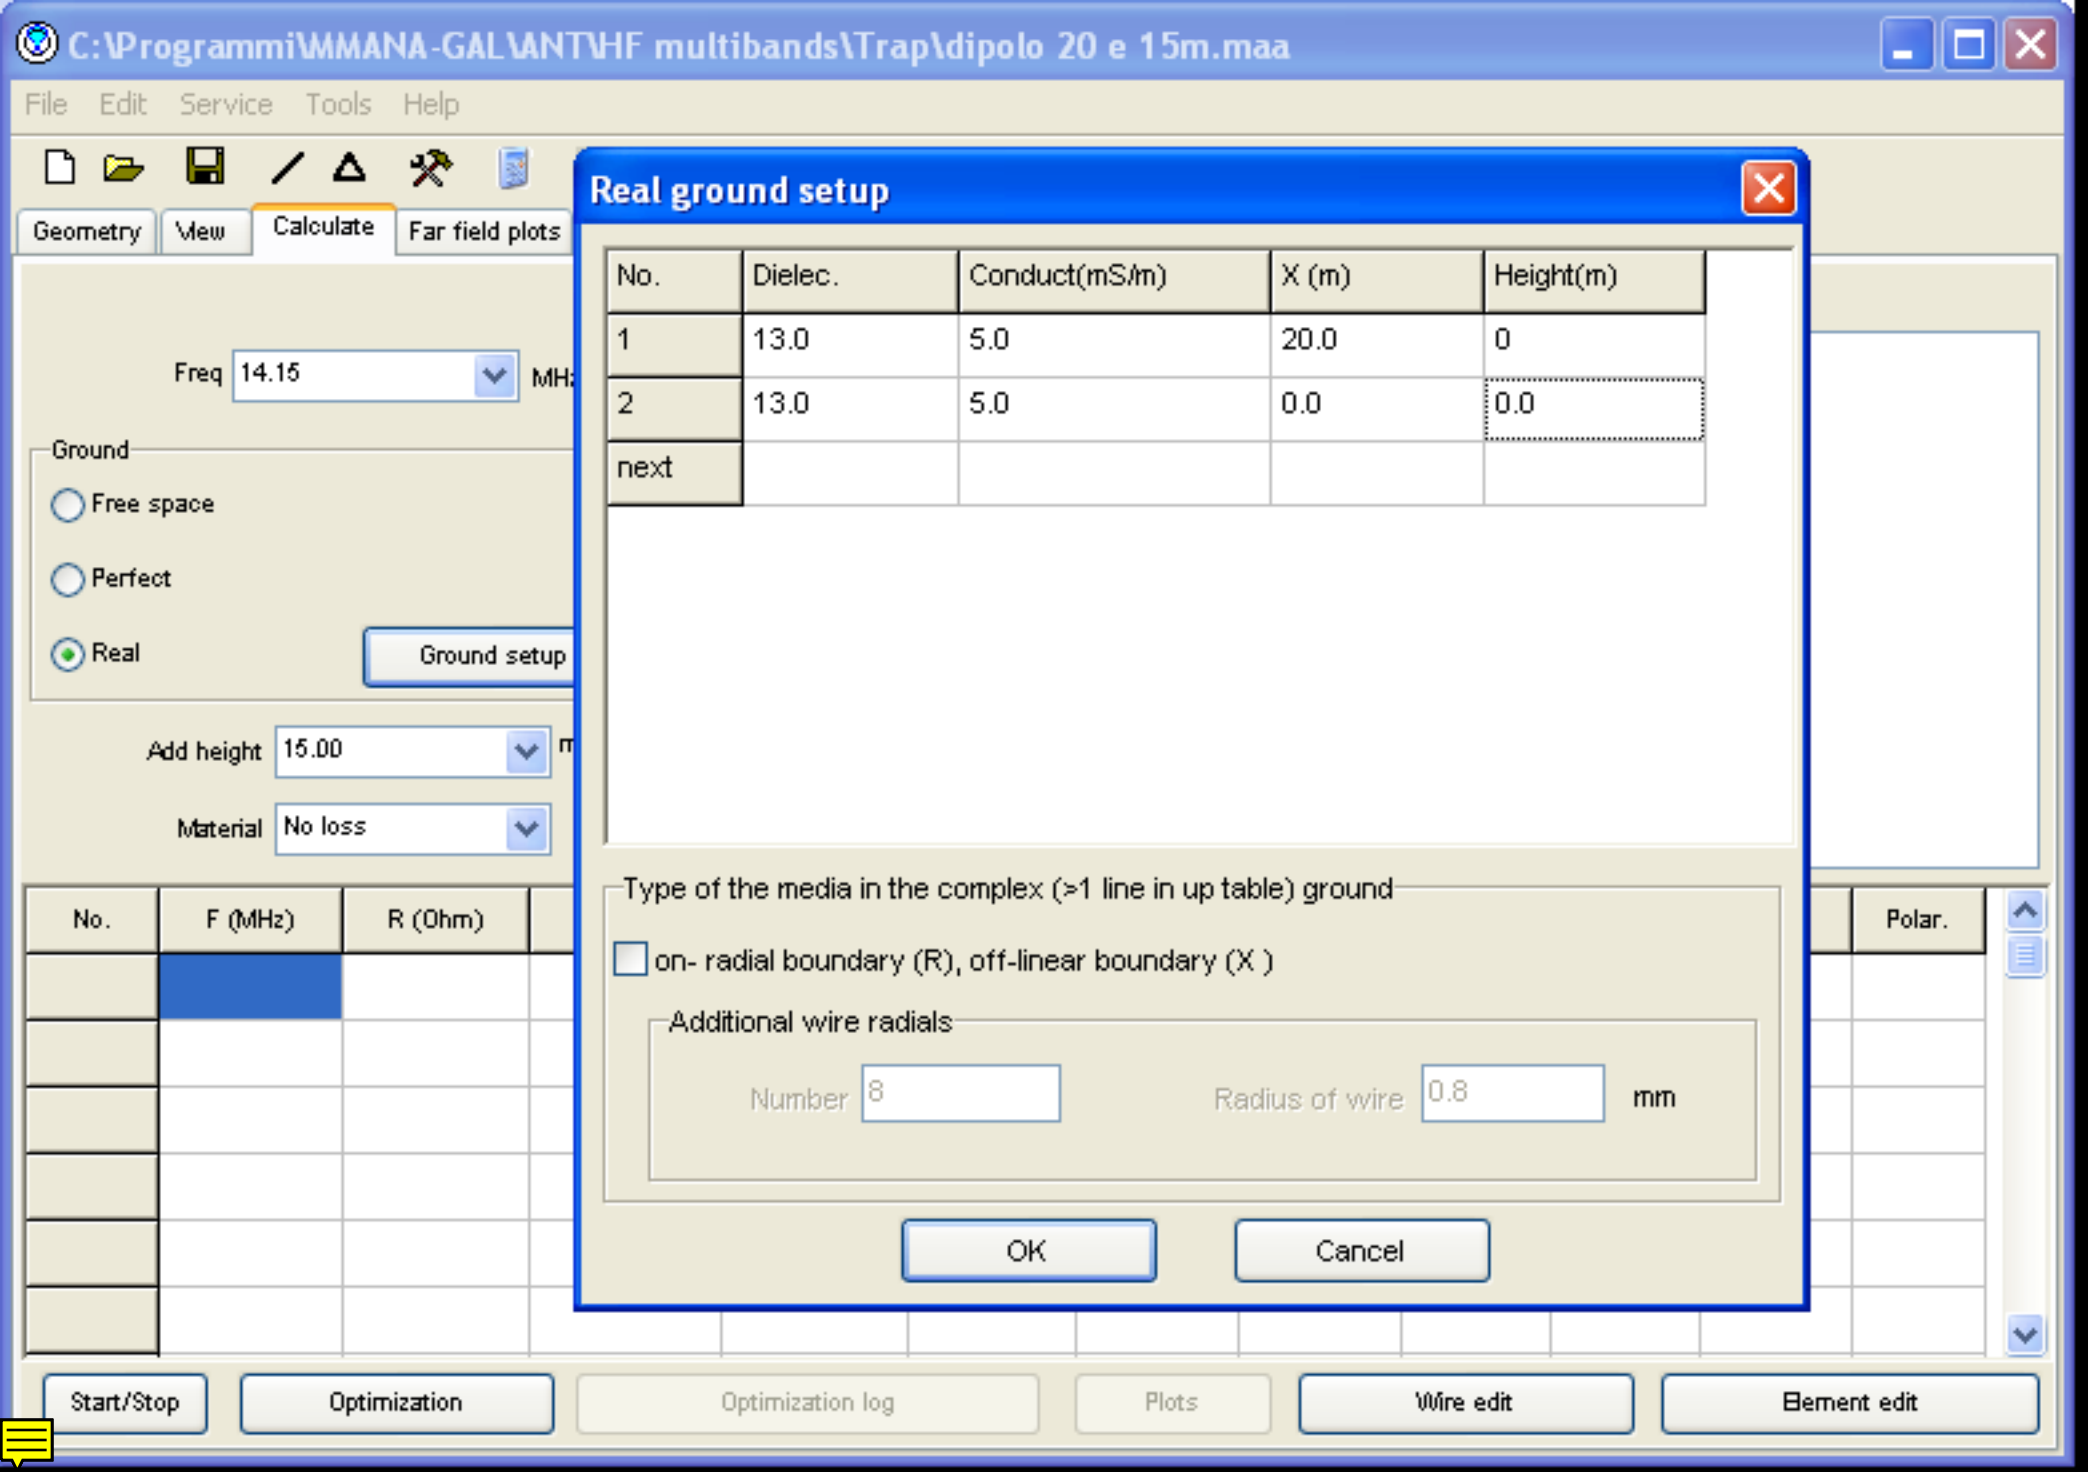 C:\Programmi\MMANA-GAL\ANT\HF multibands\Trap\dipolo 20 e 15m.maa
File Edit Service Tools Help
Geometry View Calculate Far field plots
Freq 14.15 MHz
Ground
Free space
Perfect
Real Ground setup
Add height 15.00 m
Material No loss
No. F (MHz) R (Ohm) Polar.
Real ground setup
No. Dielec. Conduct(mS/m) X (m) Height(m)
1 13.0 5.0 20.0 0
2 13.0 5.0 0.0 0.0
next
Type of the media in the complex (>1 line in up table) ground
on- radial boundary (R), off-linear boundary (X )
Additional wire radials
Number 8 Radius of wire 0.8 mm
OK Cancel
Start/Stop Optimization Optimization log Plots Wire edit Element edit